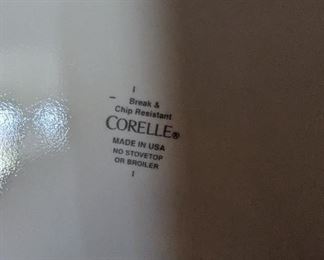 Break &
Chip Resistant
CORELLE®
MADE IN USA
NO STOVETOP
OR BROILER